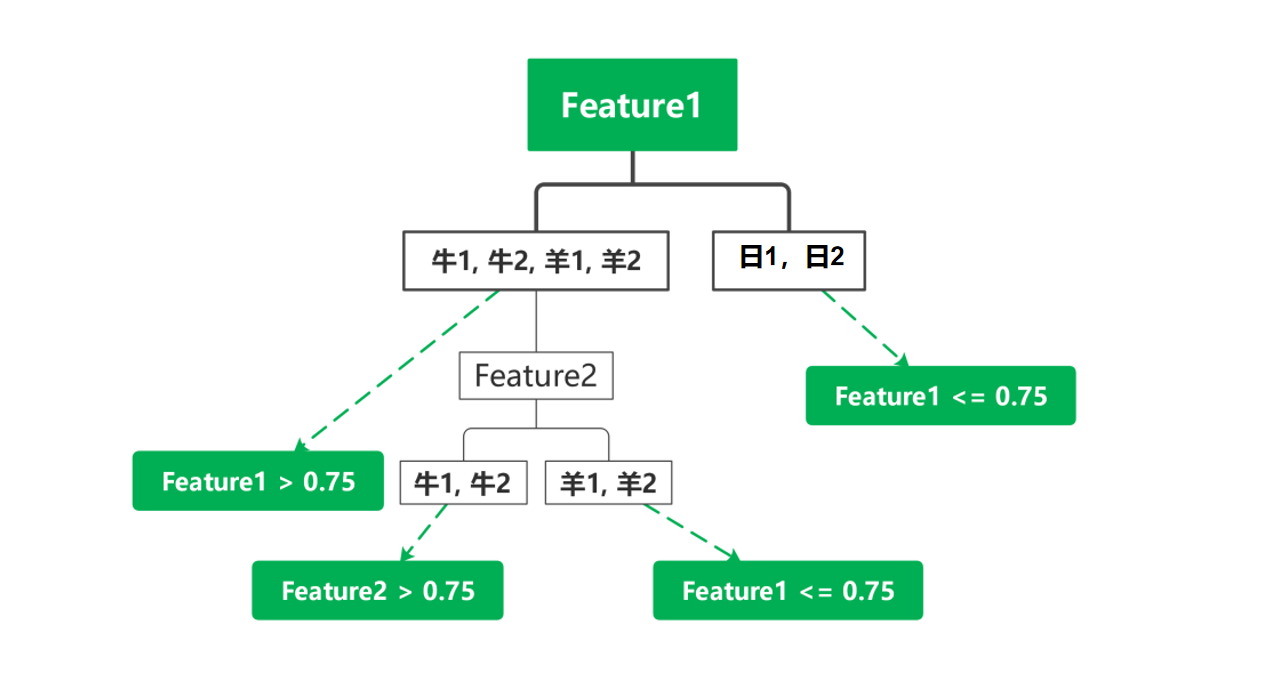 Feature1
牛1, 牛2, 羊1, 羊2
日1，日2
Feature2
Feature1 <= 0.75
Feature1 > 0.75
牛1, 牛2
羊1, 羊2
Feature2 > 0.75
Feature1 <= 0.75